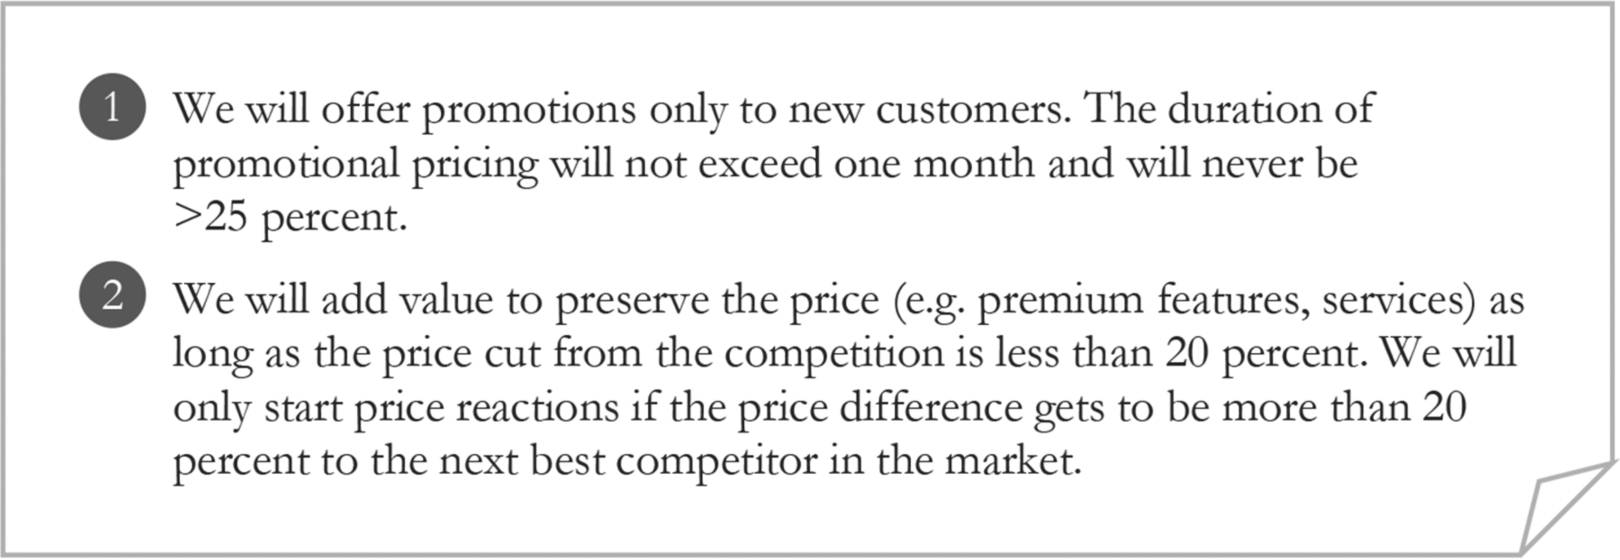 1 We will offer promotions only to new customers. The duration of
promotional pricing will not exceed one month and will never be
>25 percent.
2 We will add value to preserve the price (e.g. premium features, services) as
long as the price cut from the competition is less than 20 percent. We will
only start price reactions if the price difference gets to be more than 20
percent to the next best competitor in the market.